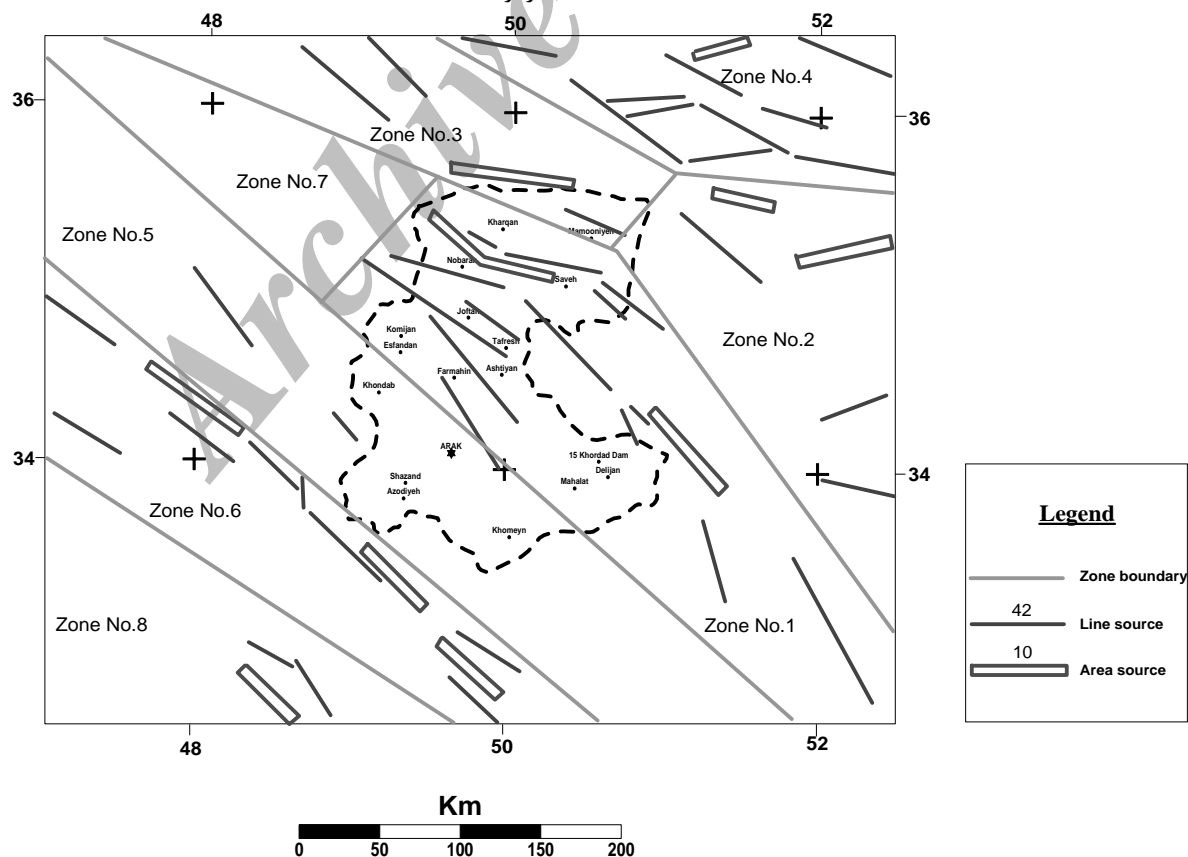 48 50 52
Archive
Zone No.4
36 36
Zone No.3
Zone No.7
Kharqan
Zone No.5
Mamooniyeh
Nobaran
Saveh
Joftan
Komijan
Zone No.2
Tafresh
Esfandan
Ashtiyan
Farmahin
Khondab
ARAK
15 Khordad Dam
34 34
Delijan
Shazand
Mahalat
Azodiyeh
Zone No.6
Legend
Khomeyn
Zone boundary
42
Zone No.8
Zone No.1
Line source
10
Area source
48 50 52
Km
0 50 100 150 200